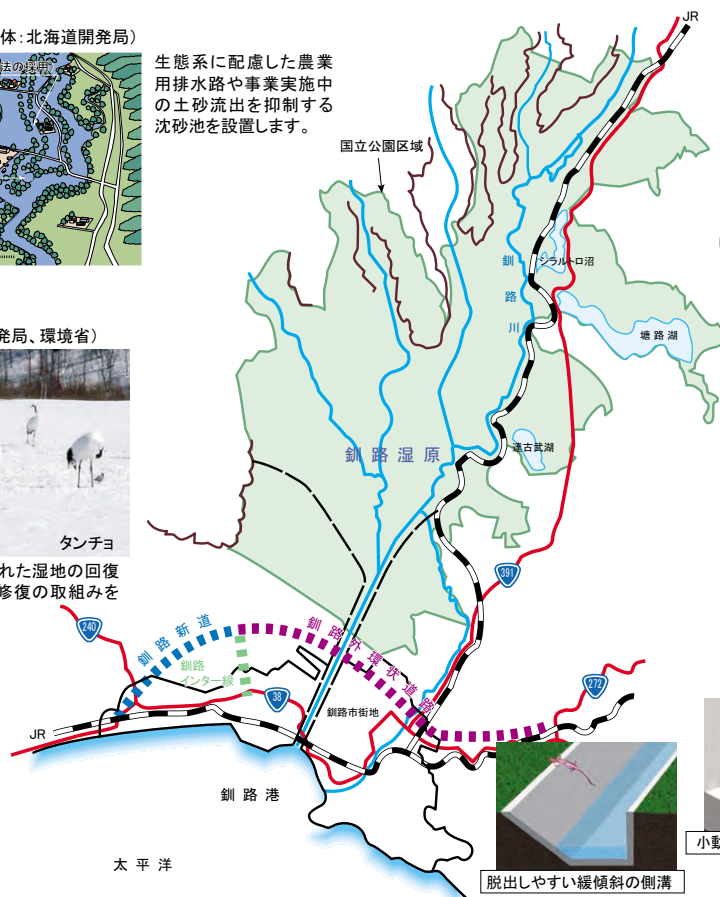 体：北海道開発局）
法の採用）
生態系に配慮した農業
用排水路や事業実施中
の土砂流出を抑制する
沈砂池を設置します。
JR
国立公園区域
シラルトロ沼
釧路川
塘路湖
釧路湿原
達古武湖
発局、環境省）
タンチョ
れた湿地の回復
修復の取組みを
391
240
釧路新道
釧路外環状道路
釧路
インター線
38
272
釧路市街地
JR
釧路港
太平洋
脱出しやすい緩傾斜の側溝
小動